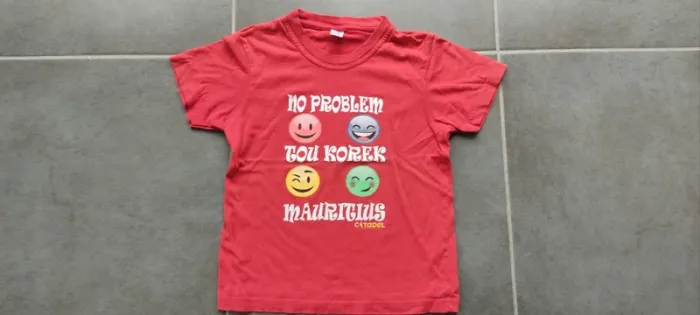 NO PROBLEM
TOU KOREK
MAURITIUS
CITADEL